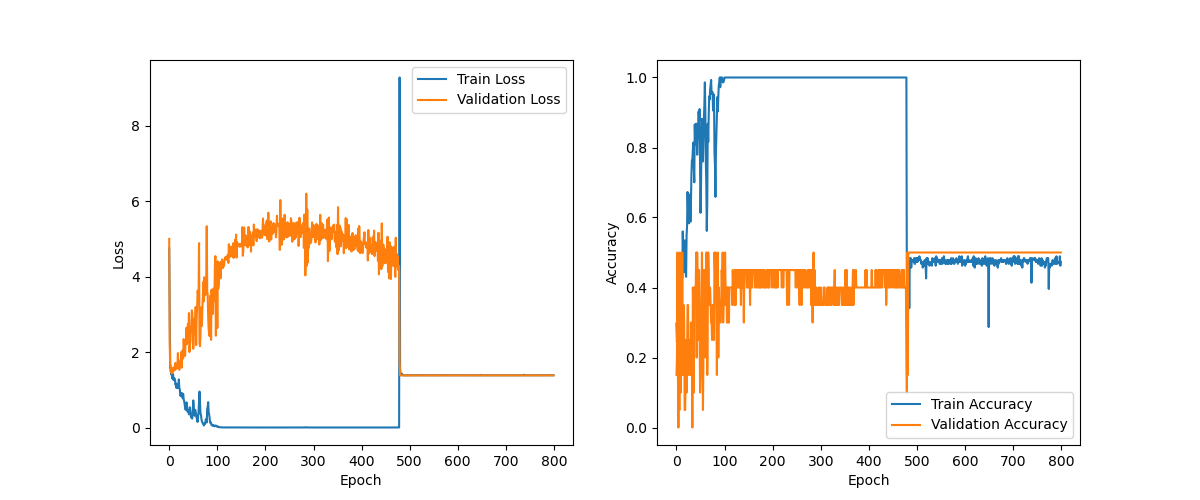 Loss
8
6
4
2
0
0 100 200 300 400 500 600 700 800
Epoch
Train Loss
Validation Loss
Accuracy
1.0
0.8
0.6
0.4
0.2
0.0
0 100 200 300 400 500 600 700 800
Epoch
Train Accuracy
Validation Accuracy